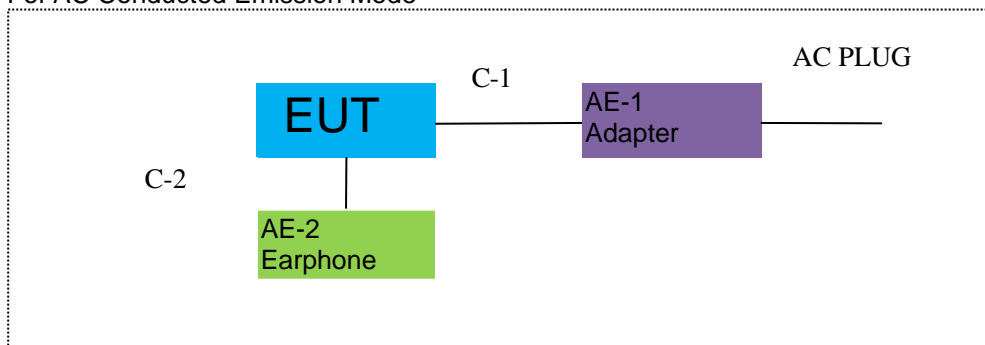 For AC Conducted Emission Mode
AC PLUG
C-1
EUT
AE-1
Adapter
C-2
AE-2
Earphone